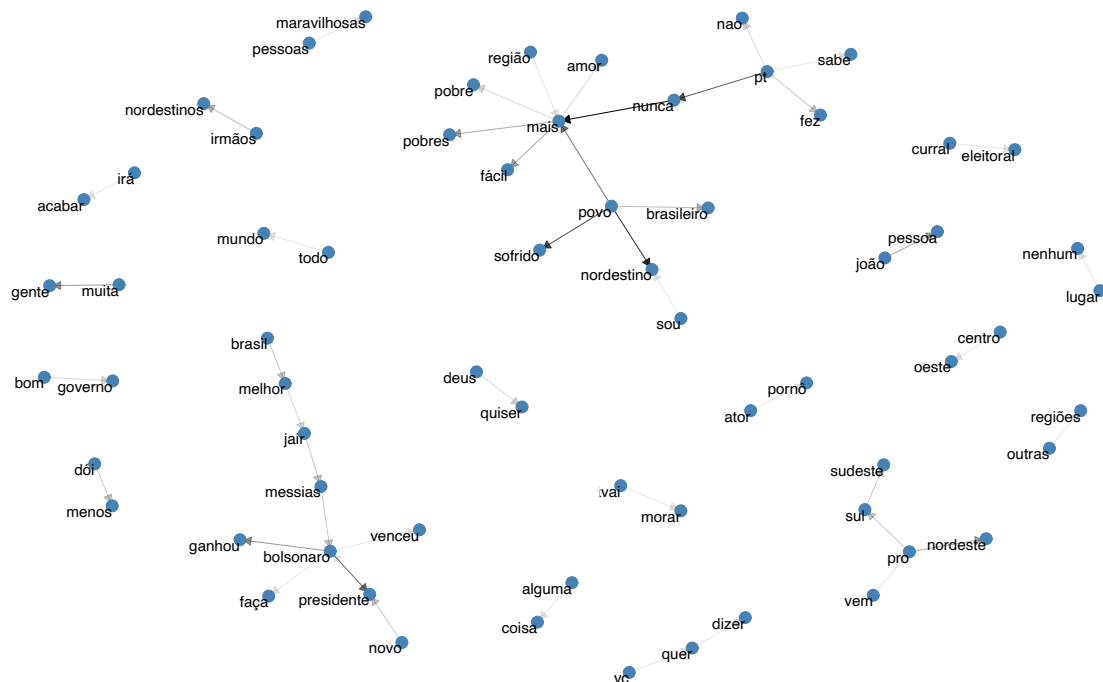 maravilhosas
pessoas
nao
região
amor
sabe
pobre
pt
nordestinos
nunca
mais
fez
irmãos
pobres
curral
eleitoral
fácil
irá
acabar
povo
brasileiro
mundo
pessoa
sofrido
todo
nenhum
joão
nordestino
gente
muita
lugar
sou
brasil
centro
oeste
bom
governo
deus
melhor
pornô
quiser
ator
regiões
jair
outras
dói
sudeste
messias
vai
menos
morar
sul
venceu
nordeste
ganhou
bolsonaro
pro
alguma
faça
presidente
vem
coisa
dizer
novo
quer
vc